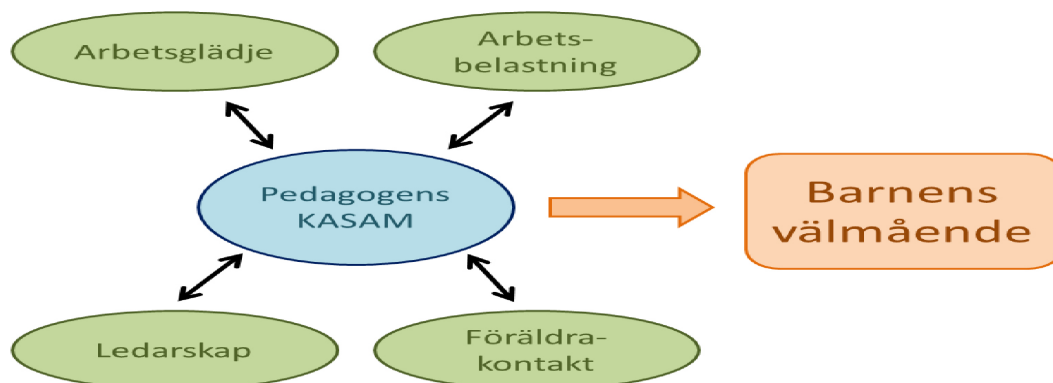 Arbetsglädje
Arbets-
belastning
Pedagogens
KASAM
Barnens
välmående
Ledarskap
Föräldra-
kontakt